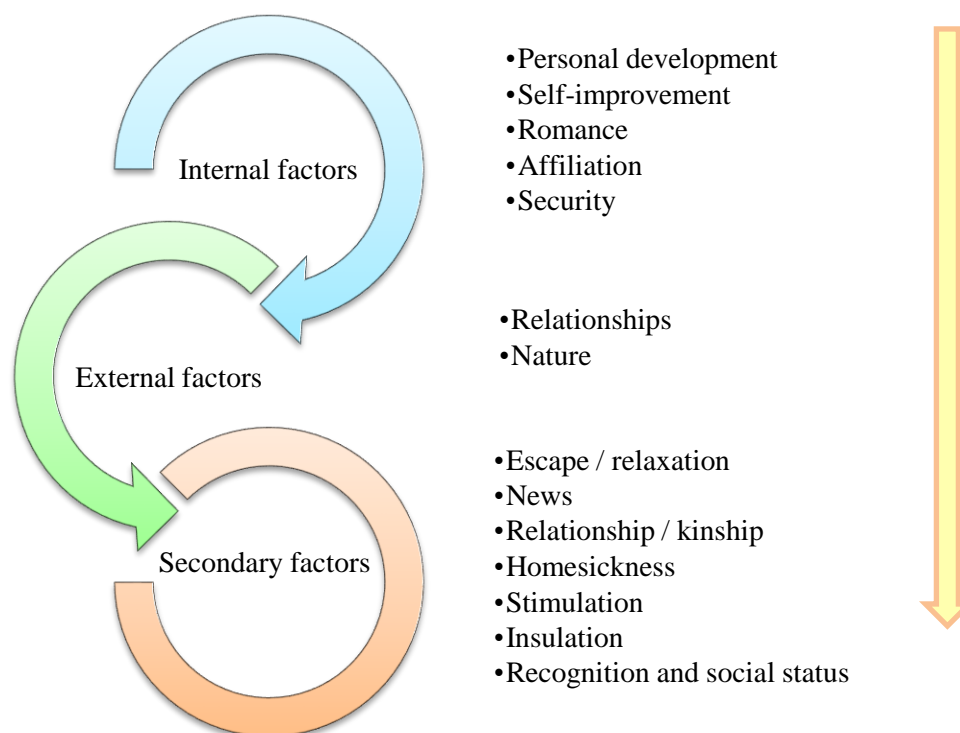 •Personal development
•Self-improvement
•Romance
Internal factors
•Affiliation
•Security
•Relationships
•Nature
External factors
•Escape / relaxation
•News
•Relationship / kinship
Secondary factors
•Homesickness
•Stimulation
•Insulation
•Recognition and social status